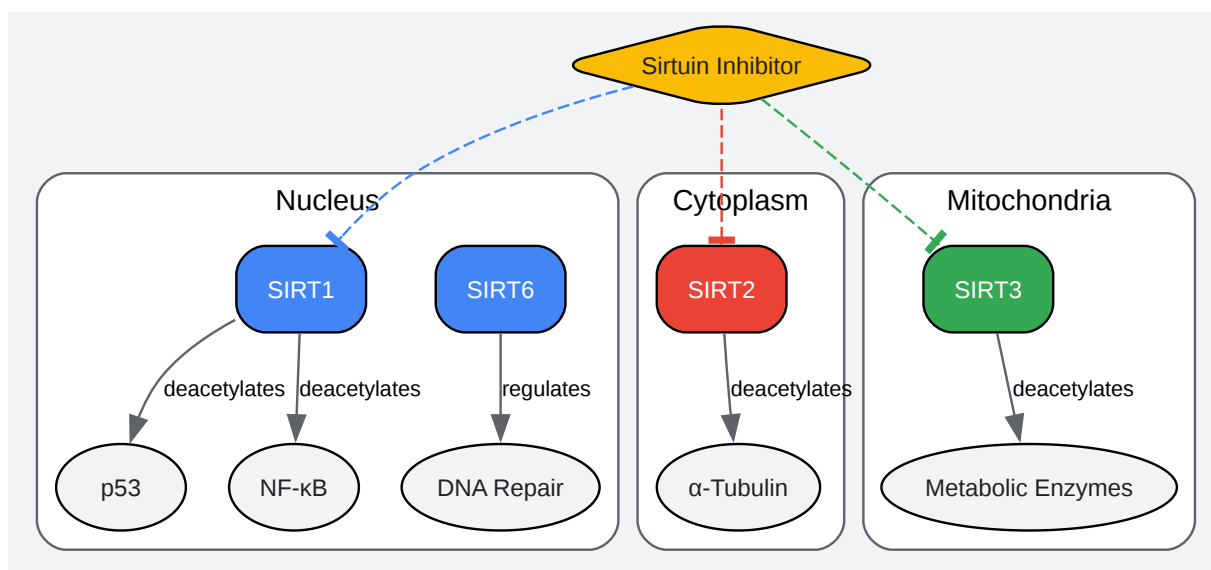 Sirtuin Inhibitor
Nucleus
Cytoplasm
Mitochondria
SIRT1
SIRT6
SIRT2
SIRT3
deacetylates
deacetylates
regulates
deacetylates
deacetylates
p53
NF-κB
DNA Repair
α-Tubulin
Metabolic Enzymes